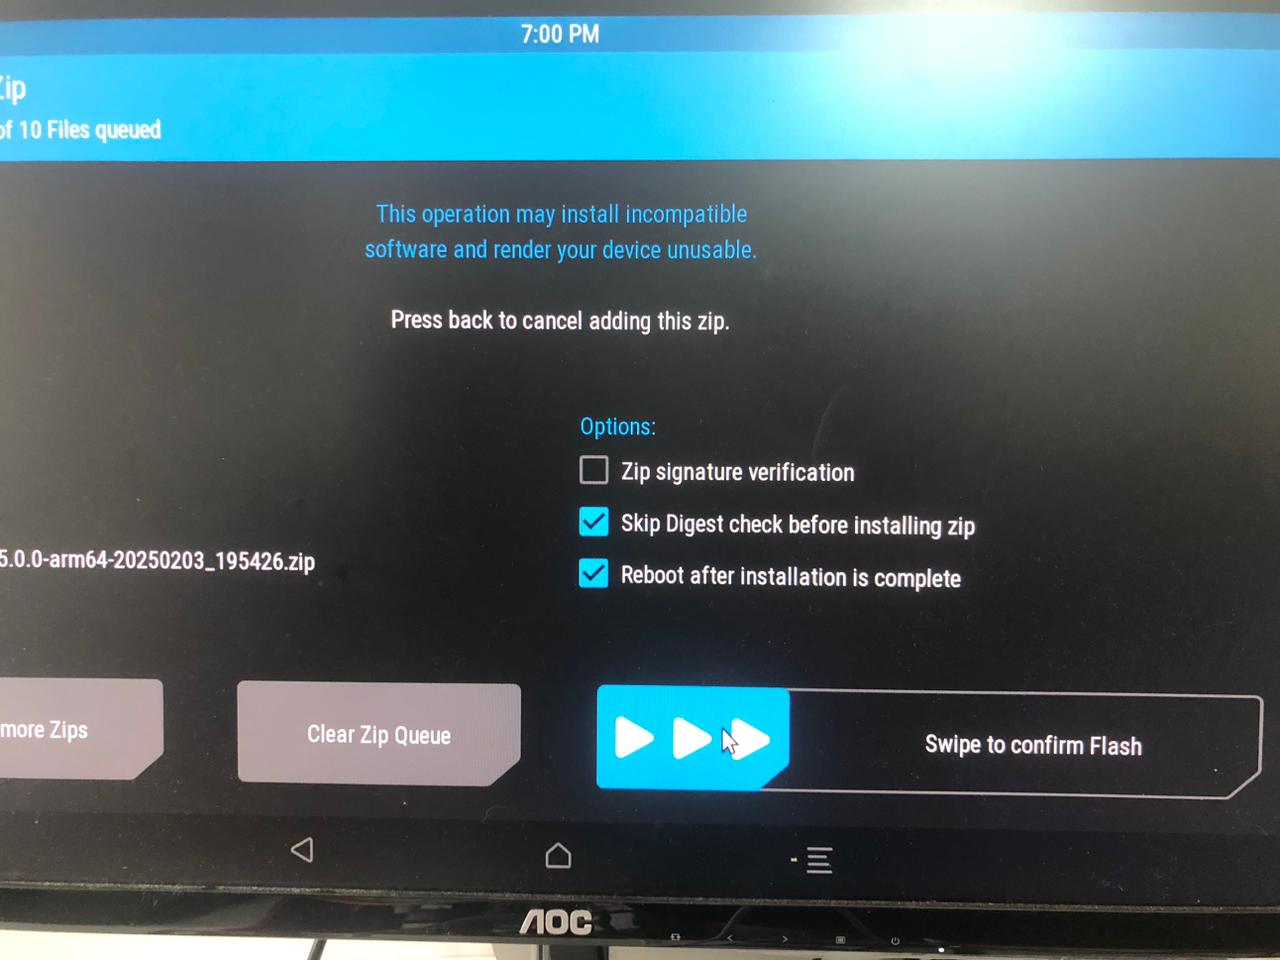 7:00 PM
Zip
of 10 Files queued
This operation may install incompatible
software and render your device unusable.
Press back to cancel adding this zip.
Options:
Zip signature verification
Skip Digest check before installing zip
5.0.0-arm64-20250203_195426.zip
Reboot after installation is complete
more Zips
Clear Zip Queue
Swipe to confirm Flash
AOC